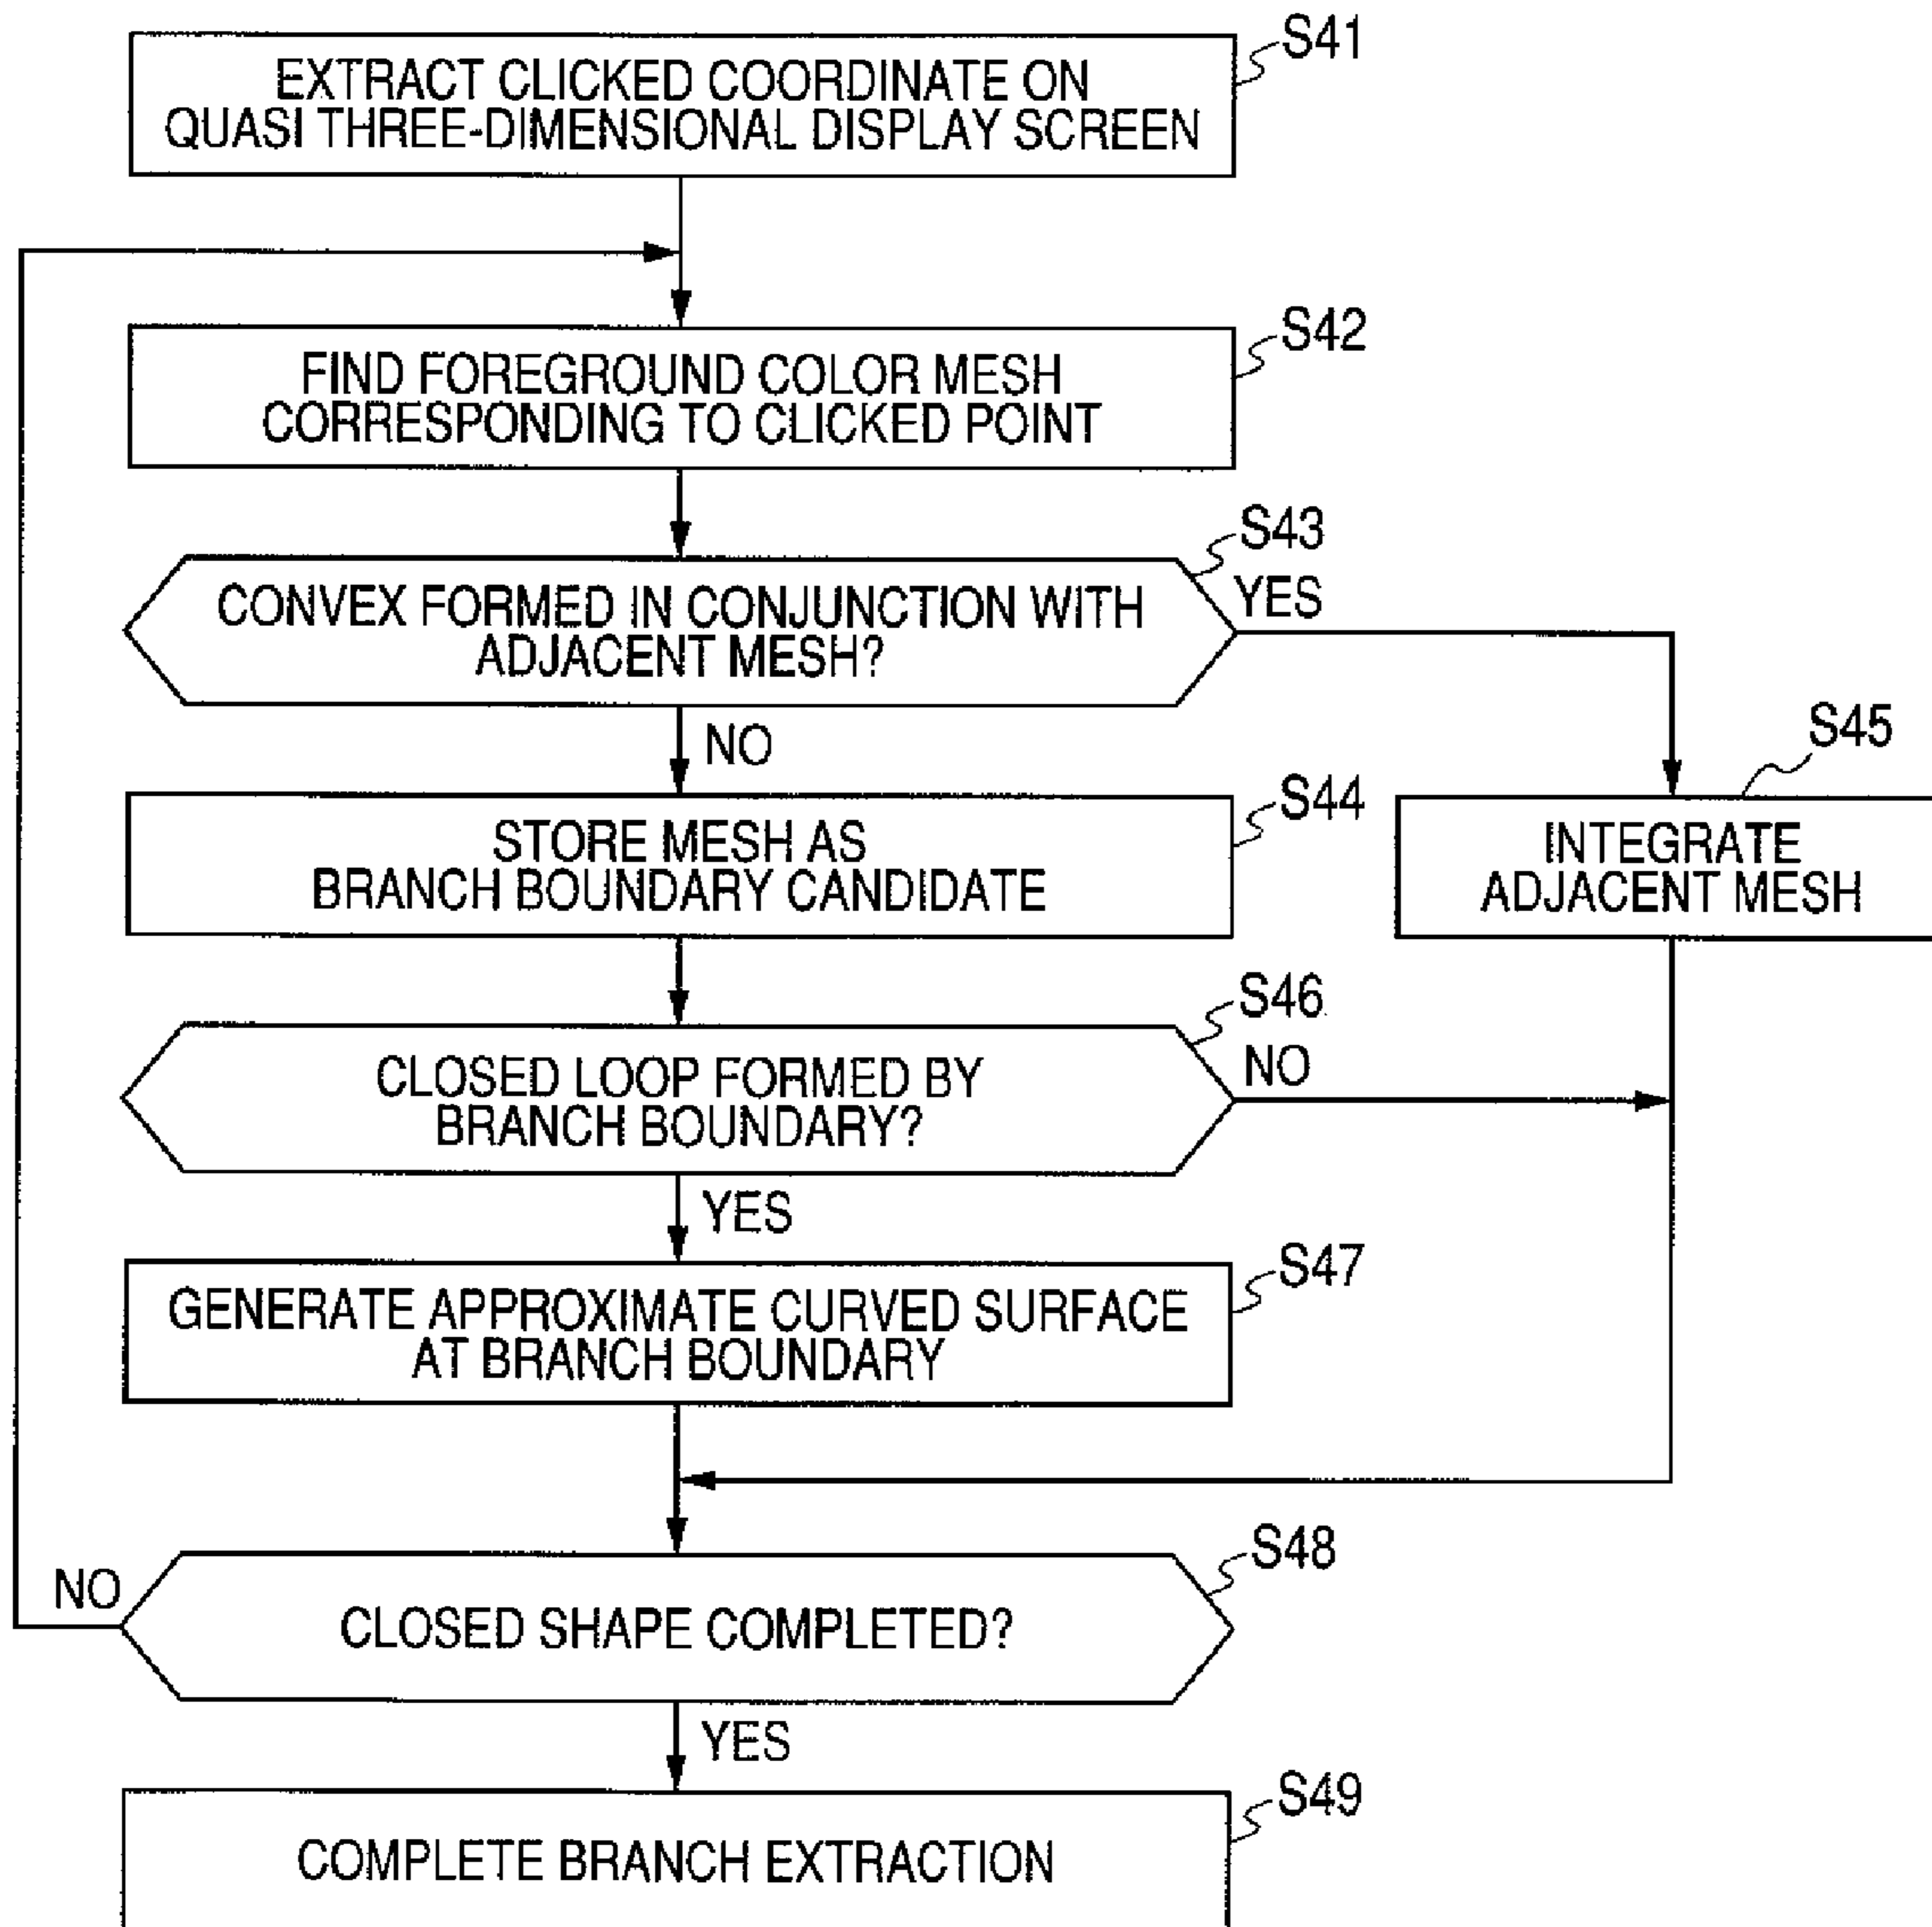 S41
EXTRACT CLICKED COORDINATE ON
QUASI THREE-DIMENSIONAL DISPLAY SCREEN
S42
FIND FOREGROUND COLOR MESH
CORRESPONDING TO CLICKED POINT
S43
CONVEX FORMED IN CONJUNCTION WITH
ADJACENT MESH?
YES
NO
S44
STORE MESH AS
BRANCH BOUNDARY CANDIDATE
S45
INTEGRATE
ADJACENT MESH
S46
CLOSED LOOP FORMED BY
BRANCH BOUNDARY?
NO
YES
S47
GENERATE APPROXIMATE CURVED SURFACE
AT BRANCH BOUNDARY
S48
NO
CLOSED SHAPE COMPLETED?
YES
S49
COMPLETE BRANCH EXTRACTION